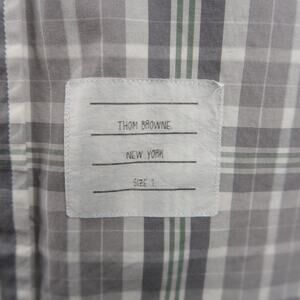 THOM BROWNE.
NEW YORK
SIZE 1